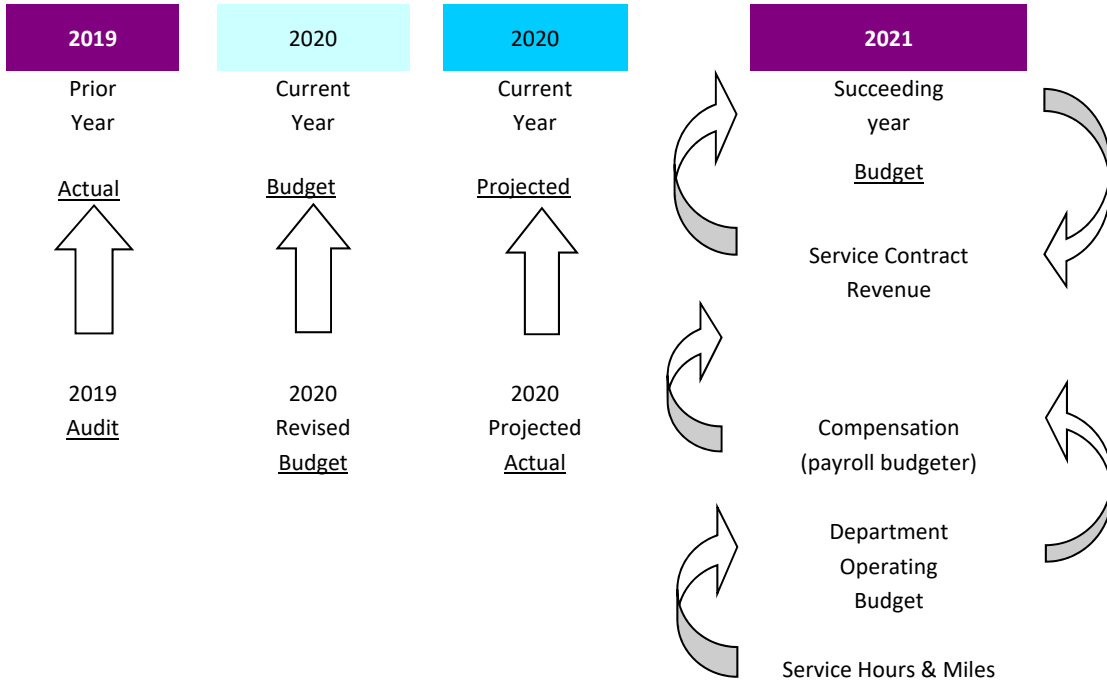 2019
Prior
Year
Actual
2019
Audit
2020
Current
Year
Budget
2020
Revised
Budget
2020
Current
Year
Projected
2020
Projected
Actual
2021
Succeeding
year
Budget
Service Contract
Revenue
Compensation
(payroll budgeter)
Department
Operating
Budget
Service Hours & Miles